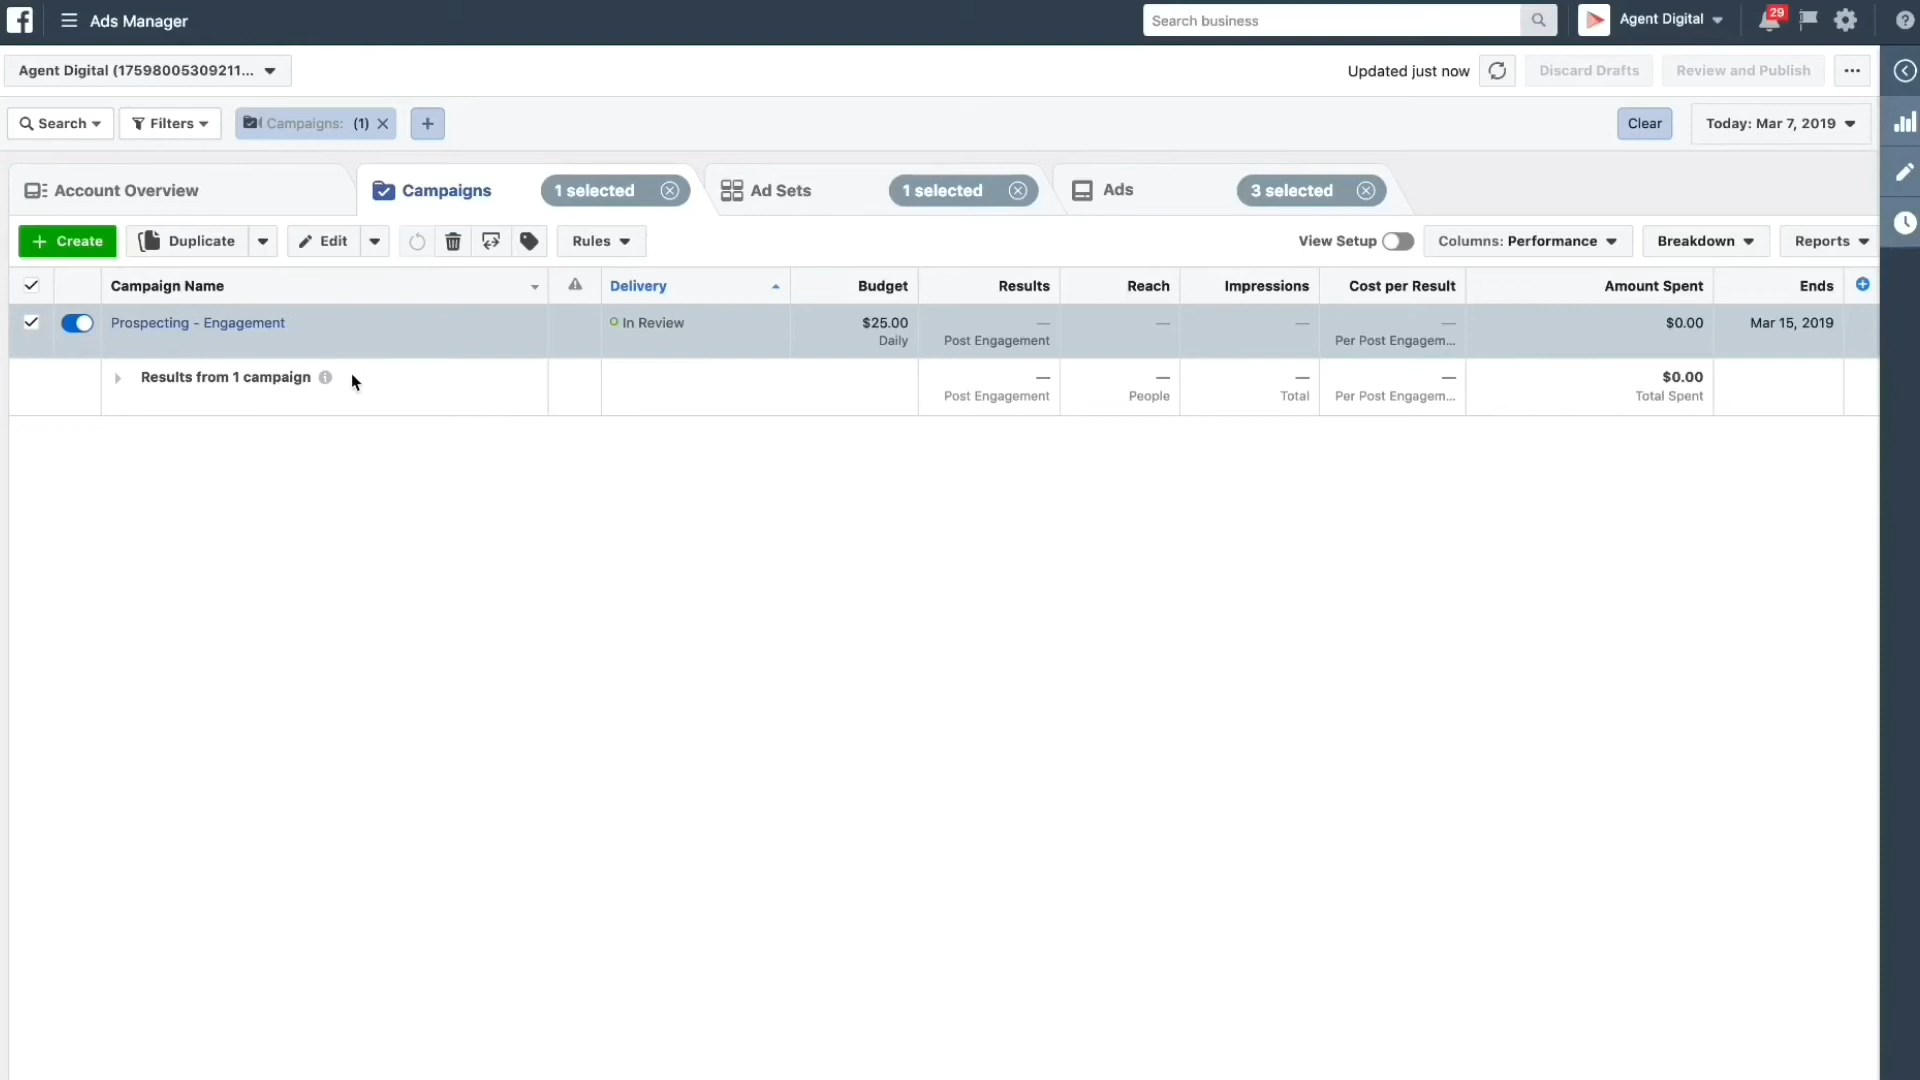 Ads Manager
Search business
Agent Digital
29
Agent Digital (17598005309211...
Updated just now
Discard Drafts
Review and Publish
Search
Filters
Campaigns: (1)
Clear
Today: Mar 7, 2019
Account Overview
Campaigns
1 selected
Ad Sets
1 selected
Ads
3 selected
+ Create
Duplicate
Edit
Rules
View Setup
Columns: Performance
Breakdown
Reports
Campaign Name
Delivery
Budget
Results
Reach
Impressions
Cost per Result
Amount Spent
Ends
Prospecting - Engagement
In Review
$25.00
Daily
—
Post Engagement
—
—
—
Per Post Engagem...
$0.00
Mar 15, 2019
Results from 1 campaign
—
Post Engagement
—
People
—
Total
—
Per Post Engagem...
$0.00
Total Spent